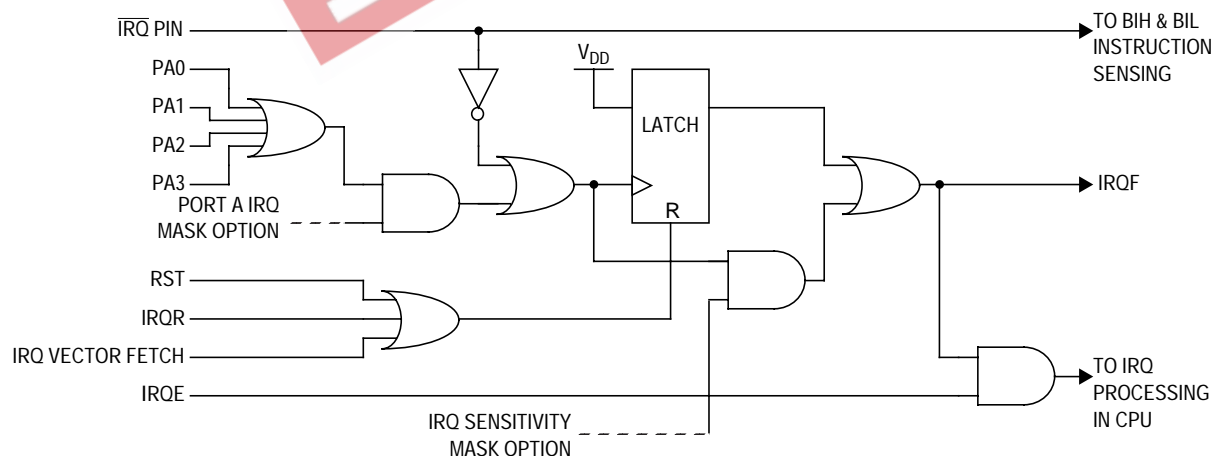 IRQ PIN
TO BIH & BIL
INSTRUCTION
SENSING
PA0
PA1
PA2
PA3
VDD
LATCH
R
PORT A IRQ
MASK OPTION
IRQF
RST
IRQR
IRQ VECTOR FETCH
IRQE
IRQ SENSITIVITY
MASK OPTION
TO IRQ
PROCESSING
IN CPU